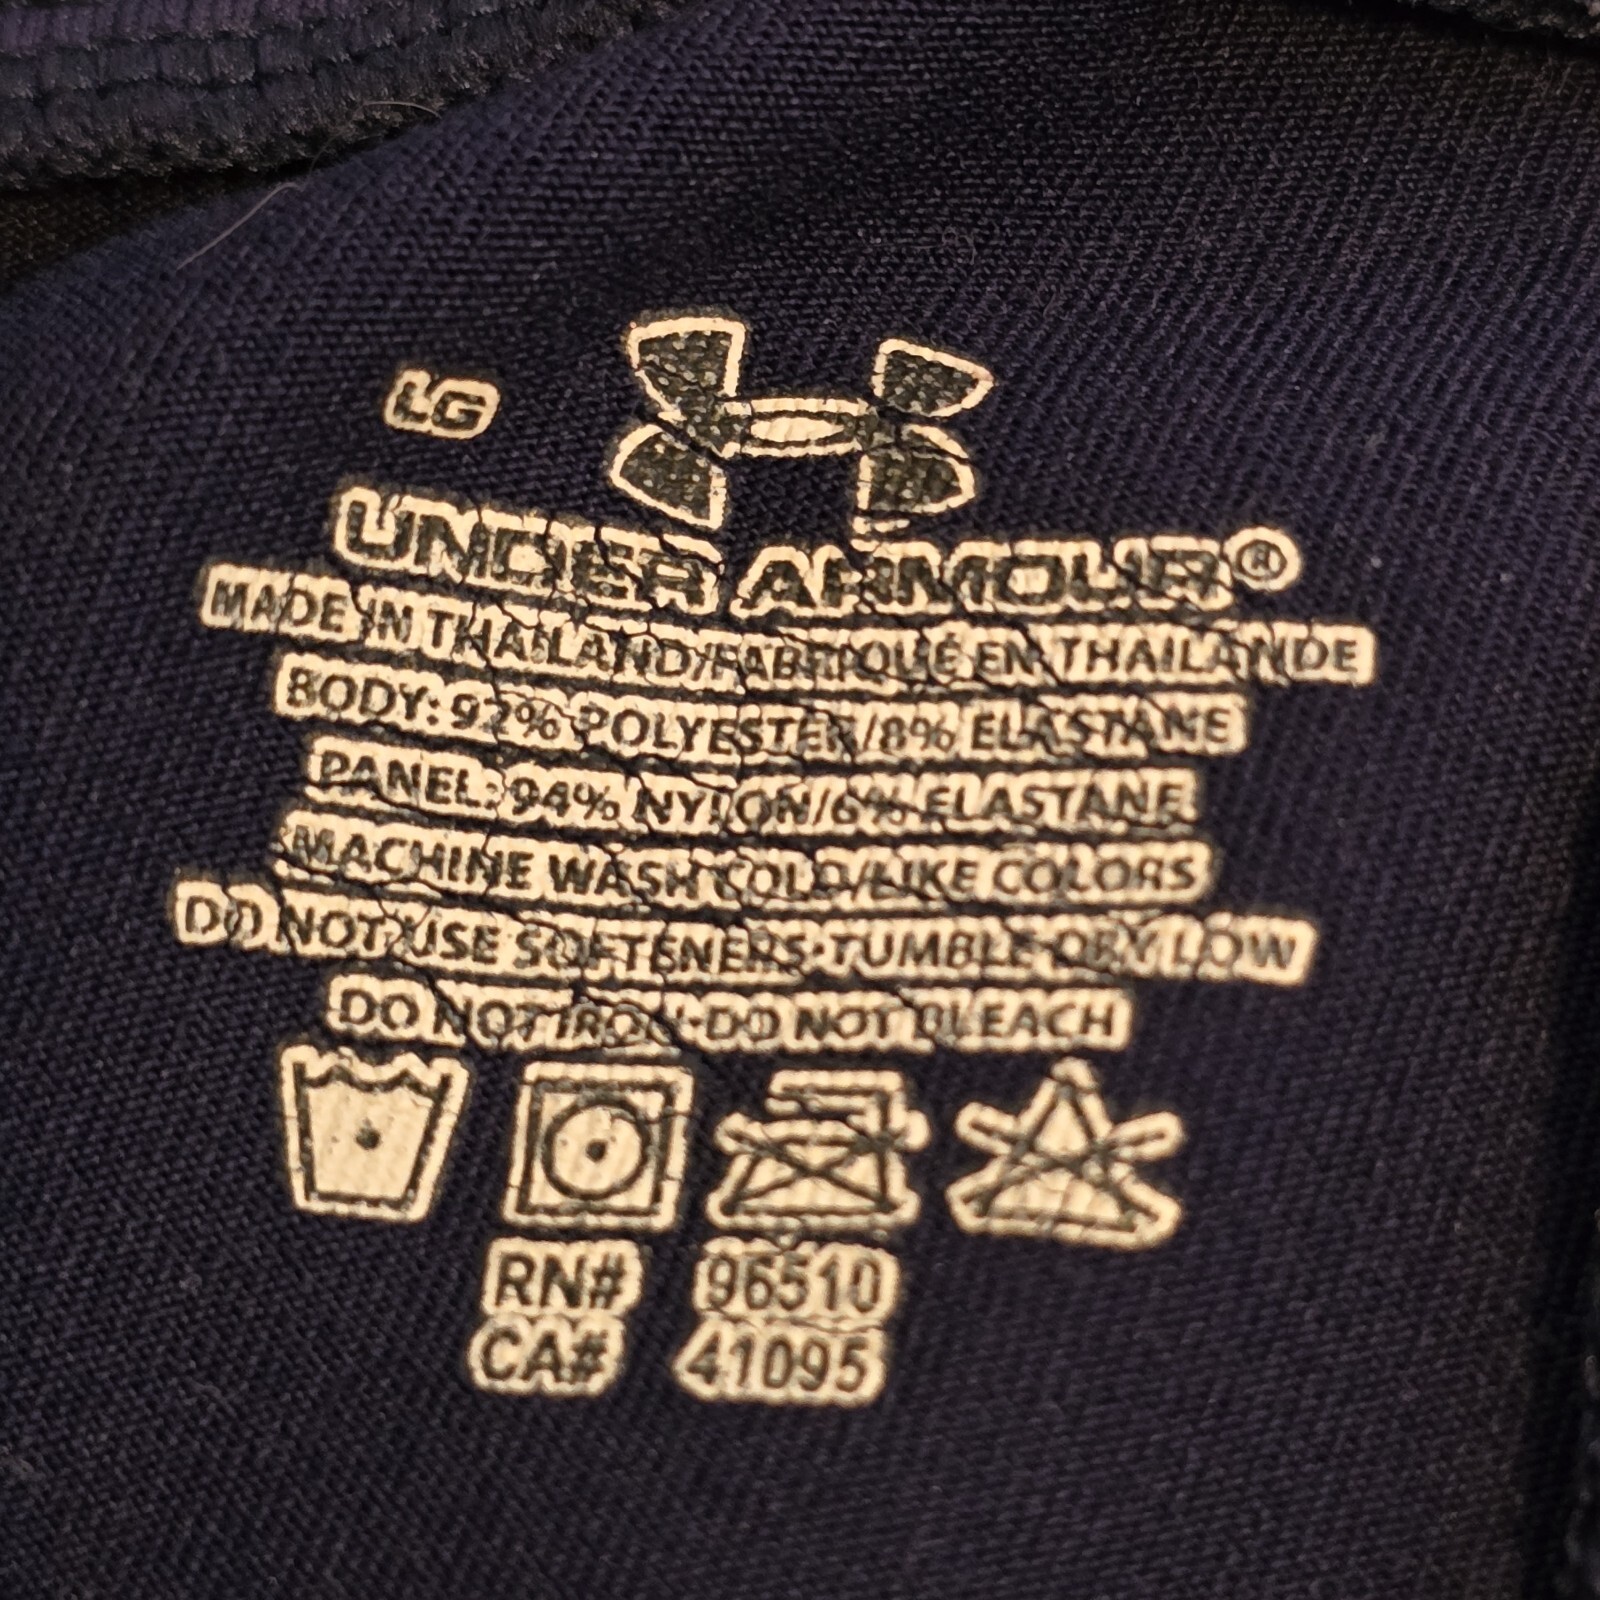 LG
UNDER ARMOUR®
MADE IN THAILAND/FABRIQUÉ EN THAILANDE
BODY: 92% POLYESTER/8% ELASTANE
PANEL: 94% NYLON/6% ELASTANE
MACHINE WASH COLD/LIKE COLORS
DO NOT USE SOFTENERS·TUMBLE DRY LOW
DO NOT IRON·DO NOT BLEACH
RN# 96510
CA# 41095